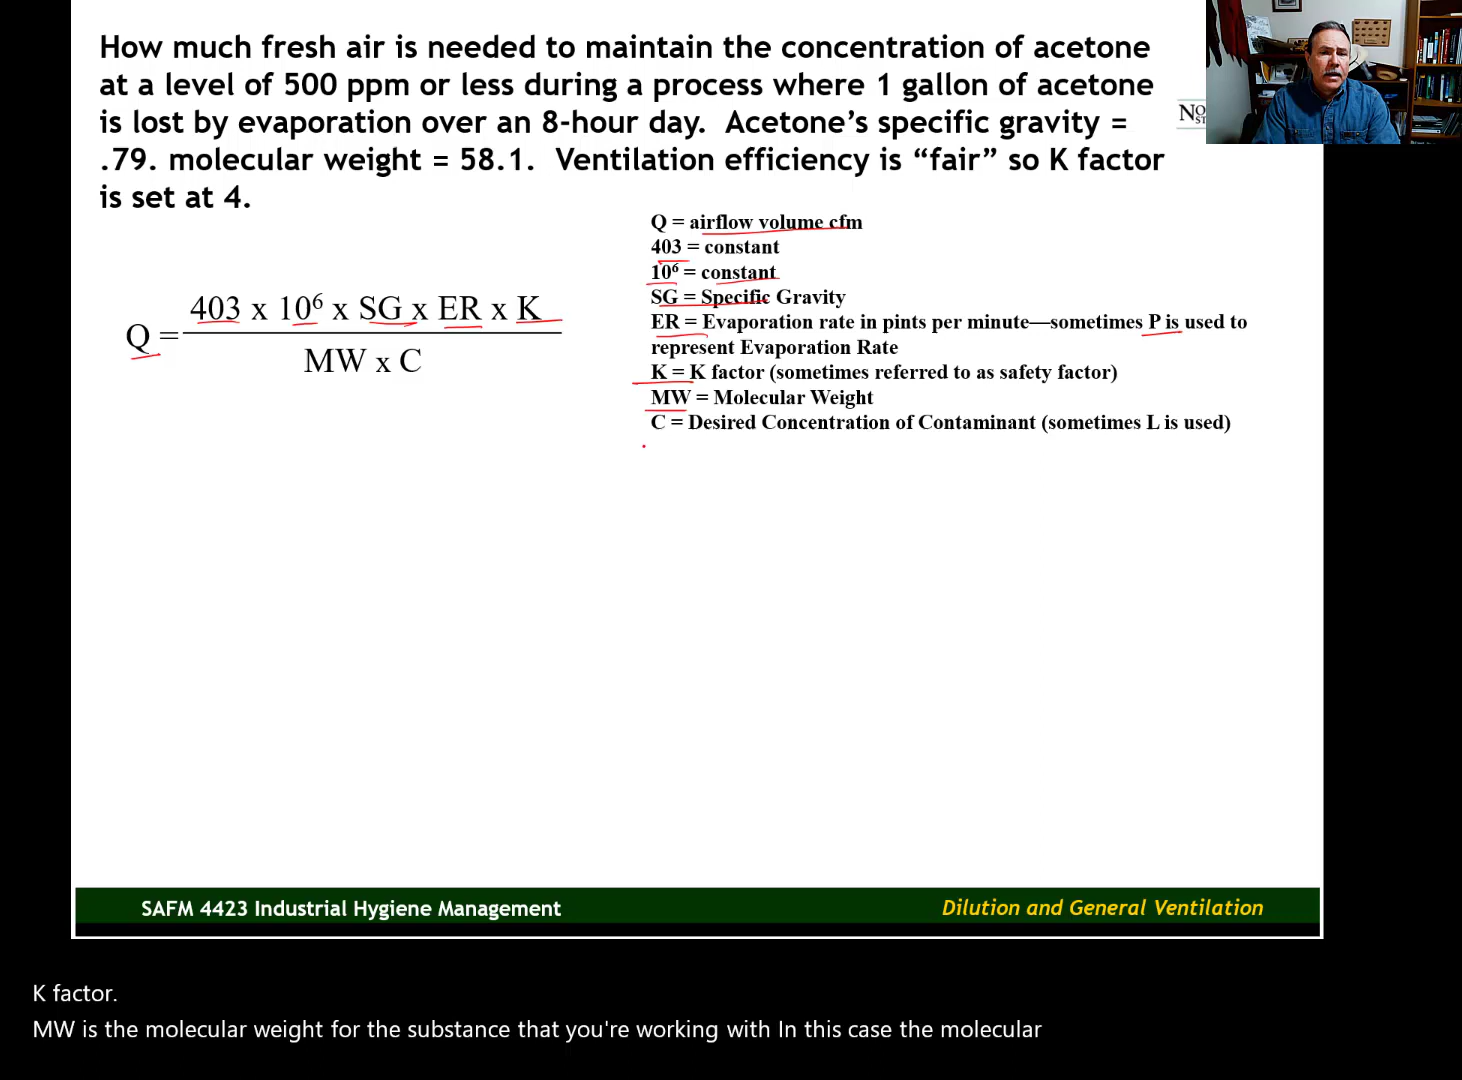 How much fresh air is needed to maintain the concentration of acetone
at a level of 500 ppm or less during a process where 1 gallon of acetone
is lost by evaporation over an 8-hour day. Acetone’s specific gravity =
.79. molecular weight = 58.1. Ventilation efficiency is “fair” so K factor
is set at 4.
Q = airflow volume cfm
403 = constant
10⁶ = constant
SG = Specific Gravity
ER = Evaporation rate in pints per minute—sometimes P is used to
represent Evaporation Rate
K = K factor (sometimes referred to as safety factor)
MW = Molecular Weight
C = Desired Concentration of Contaminant (sometimes L is used)
403 x 10⁶ x SG x ER x K
Q =
MW x C
SAFM 4423 Industrial Hygiene Management
Dilution and General Ventilation
K factor.
MW is the molecular weight for the substance that you're working with In this case the molecular